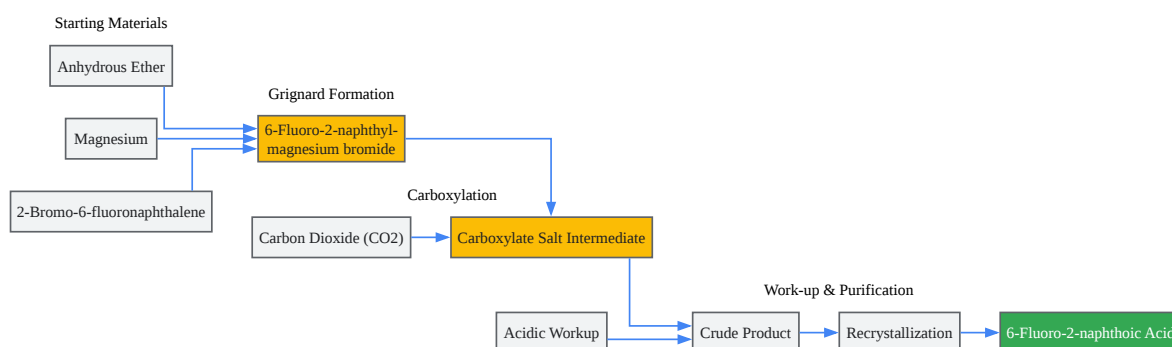 Starting Materials
Anhydrous Ether
Grignard Formation
Magnesium
6-Fluoro-2-naphthyl-
magnesium bromide
2-Bromo-6-fluoronaphthalene
Carboxylation
Carbon Dioxide (CO2)
Carboxylate Salt Intermediate
Work-up & Purification
Acidic Workup
Crude Product
Recrystallization
6-Fluoro-2-naphthoic Acid